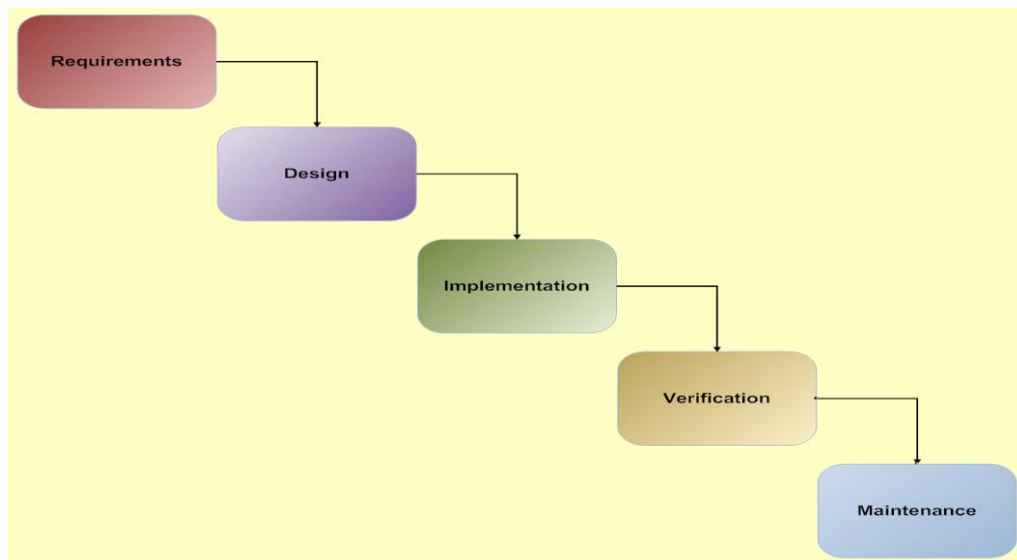 Requirements
Design
Implementation
Verification
Maintenance